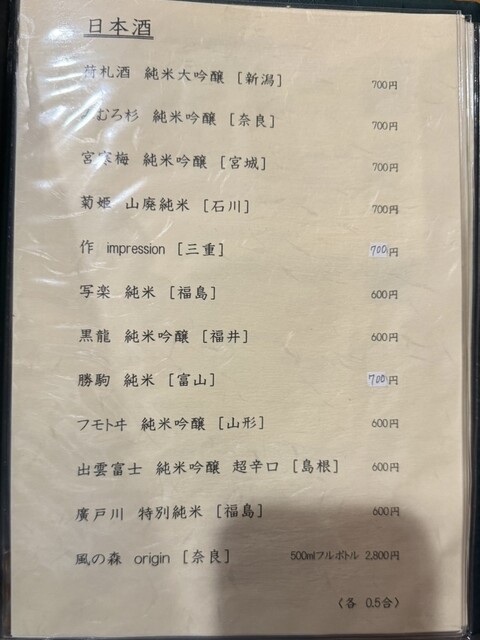 日本酒
荷札酒 純米大吟醸 [新潟] 700円
みむろ杉 純米吟醸 [奈良] 700円
宮寒梅 純米吟醸 [宮城] 700円
菊姫 山廃純米 [石川] 700円
作 impression [三重] 700円
写楽 純米 [福島] 600円
黒龍 純米吟醸 [福井] 600円
勝駒 純米 [富山] 700円
フモトヰ 純米吟醸 [山形] 600円
出雲富士 純米吟醸 超辛口 [島根] 600円
廣戸川 特別純米 [福島] 600円
風の森 origin [奈良] 500mlフルボトル 2,800円
〈各 0.5合〉